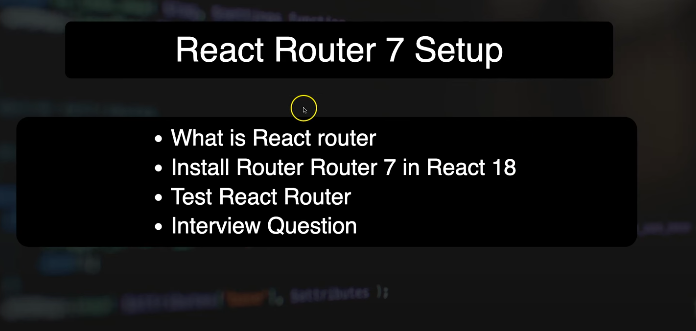 React Router 7 Setup
• What is React router
• Install Router Router 7 in React 18
• Test React Router
• Interview Question
$attributes );